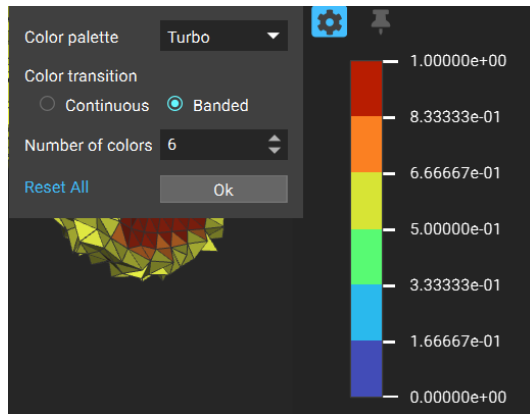 Color palette Turbo
Color transition
Continuous Banded
Number of colors 6
Reset All Ok
1.00000e+00
8.33333e-01
6.66667e-01
5.00000e-01
3.33333e-01
1.66667e-01
0.00000e+00